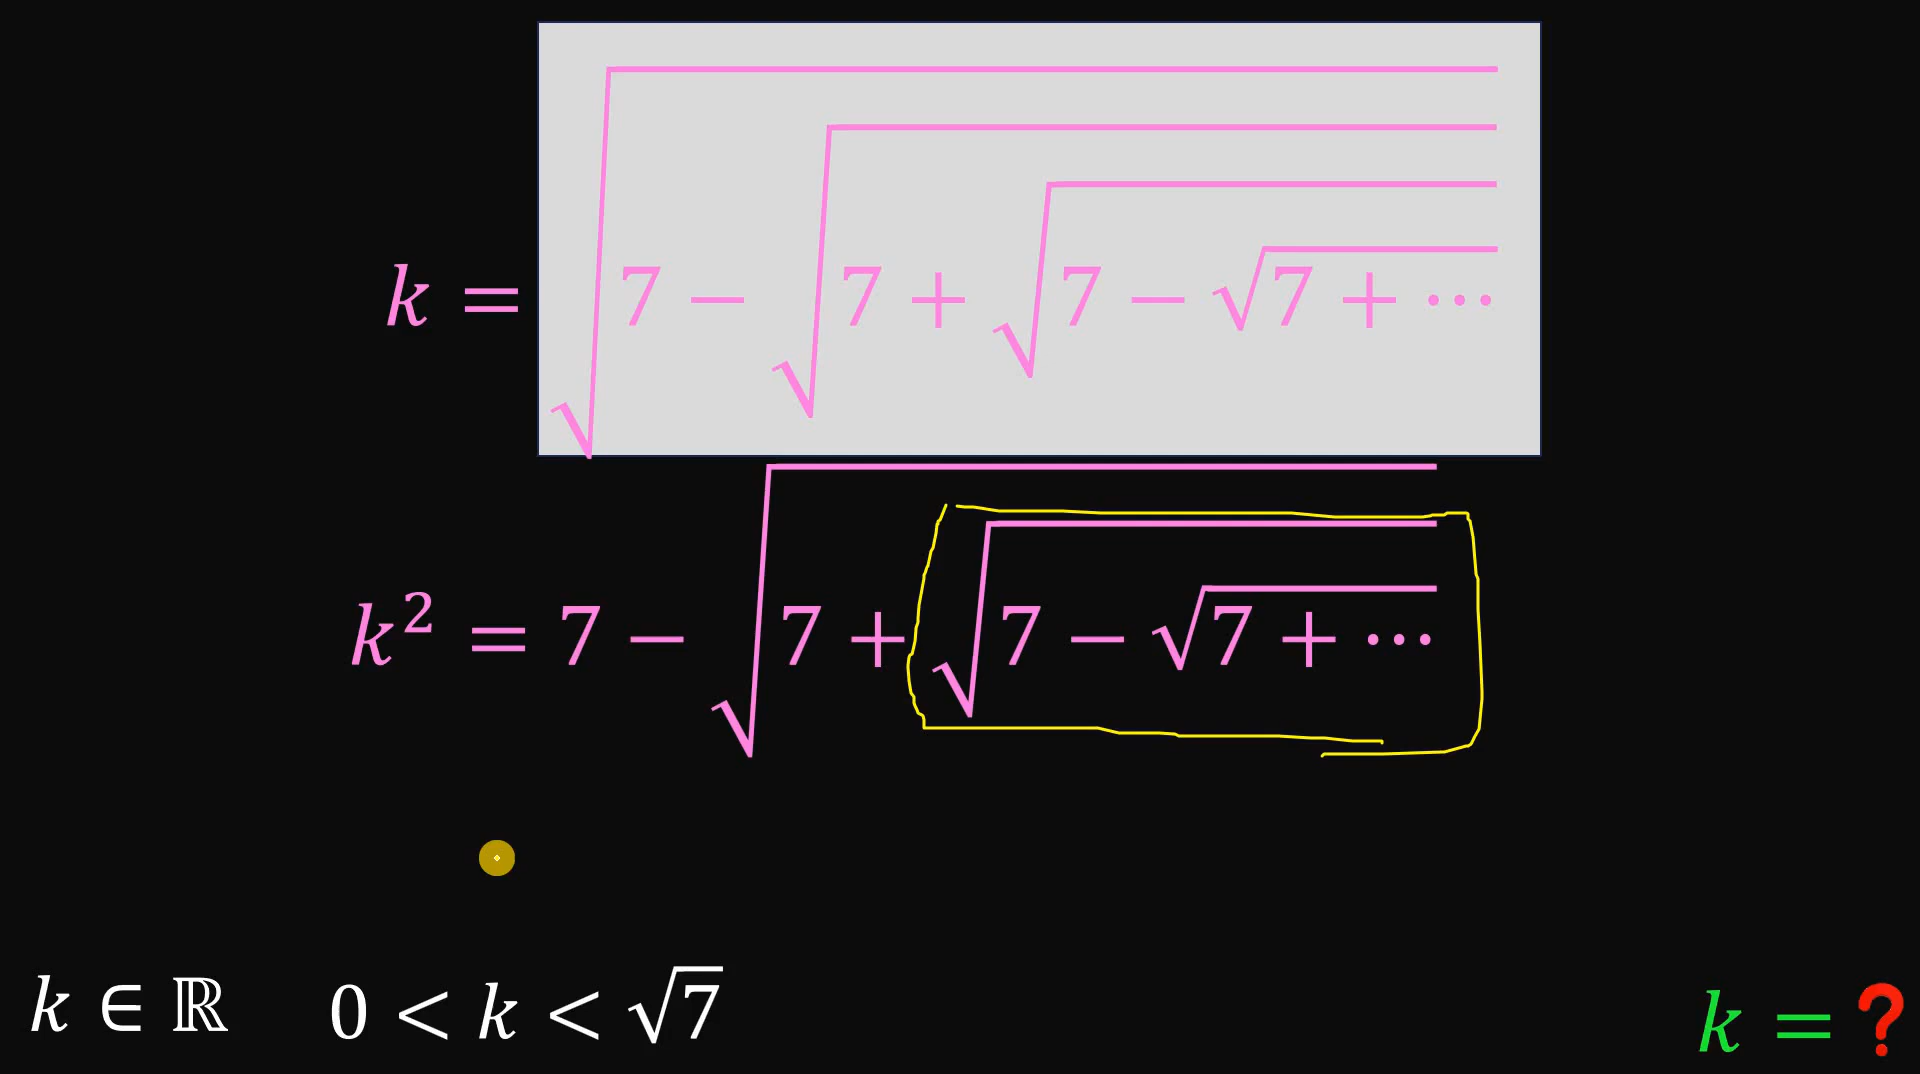 k = √(7 − √(7 + √(7 − √(7 + ⋯))))
k² = 7 − √(7 + √(7 − √(7 + ⋯)))
k ∈ ℝ 0 < k < √7 k = ?